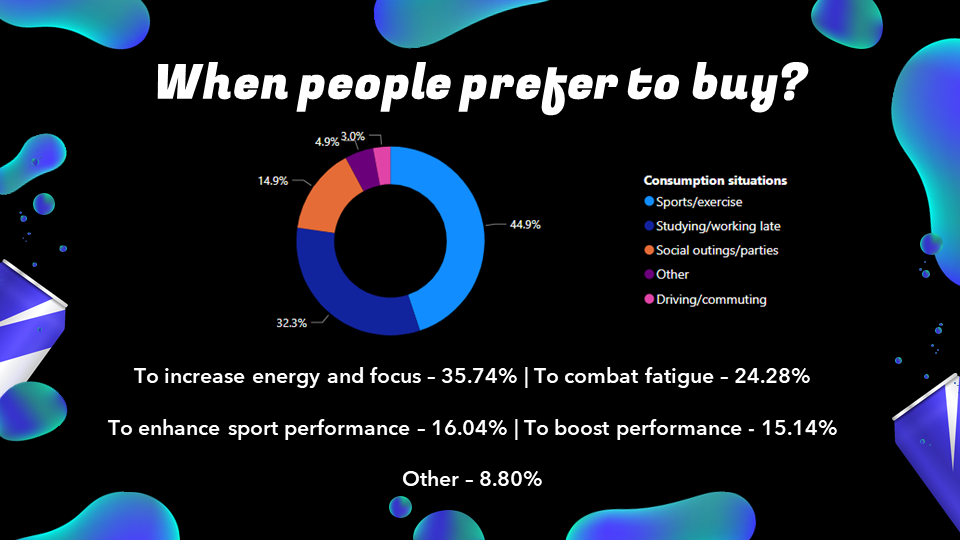 When people prefer to buy?
4.9%
3.0%
14.9%
44.9%
32.3%
Consumption situations
Sports/exercise
Studying/working late
Social outings/parties
Other
Driving/commuting
To increase energy and focus – 35.74% | To combat fatigue – 24.28%
To enhance sport performance – 16.04% | To boost performance - 15.14%
Other – 8.80%